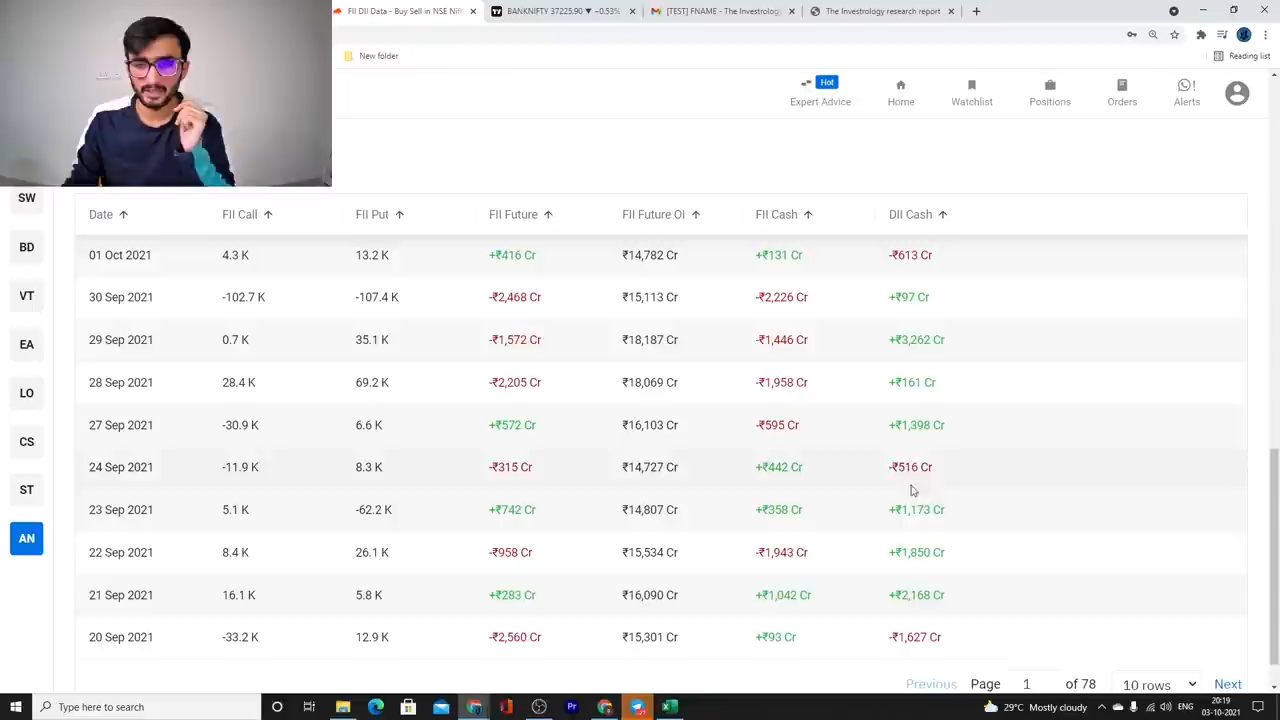 FII DII Data - Buy Sell in NSE Nift
BANKNIFTY 37225.90 ▼ −0.53%
[TEST] FNAME - The Investrology
The Investrology research report
New folder
Reading list
Hot
Expert Advice
Home
Watchlist
Positions
Orders
Alerts
SW
BD
VT
EA
LO
CS
ST
AN
Date FII Call FII Put FII Future FII Future OI FII Cash DII Cash
01 Oct 2021 4.3 K 13.2 K +₹416 Cr ₹14,782 Cr +₹131 Cr -₹613 Cr
30 Sep 2021 -102.7 K -107.4 K -₹2,468 Cr ₹15,113 Cr -₹2,226 Cr +₹97 Cr
29 Sep 2021 0.7 K 35.1 K -₹1,572 Cr ₹18,187 Cr -₹1,446 Cr +₹3,262 Cr
28 Sep 2021 28.4 K 69.2 K -₹2,205 Cr ₹18,069 Cr -₹1,958 Cr +₹161 Cr
27 Sep 2021 -30.9 K 6.6 K +₹572 Cr ₹16,103 Cr -₹595 Cr +₹1,398 Cr
24 Sep 2021 -11.9 K 8.3 K -₹315 Cr ₹14,727 Cr +₹442 Cr -₹516 Cr
23 Sep 2021 5.1 K -62.2 K +₹742 Cr ₹14,807 Cr +₹358 Cr +₹1,173 Cr
22 Sep 2021 8.4 K 26.1 K -₹958 Cr ₹15,534 Cr -₹1,943 Cr +₹1,850 Cr
21 Sep 2021 16.1 K 5.8 K +₹283 Cr ₹16,090 Cr +₹1,042 Cr +₹2,168 Cr
20 Sep 2021 -33.2 K 12.9 K -₹2,560 Cr ₹15,301 Cr +₹93 Cr -₹1,627 Cr
Previous Page 1 of 78 10 rows Next
Type here to search
Pr
29°C Mostly cloudy
ENG
20:19
03-10-2021